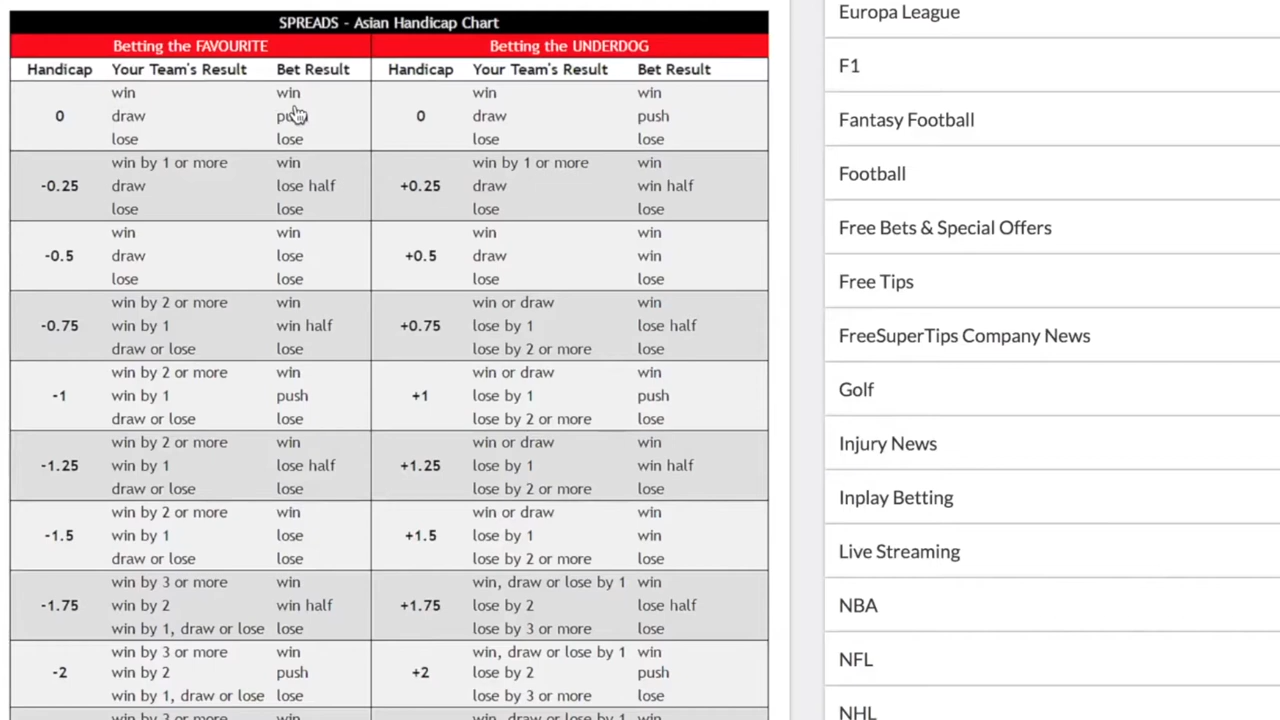 SPREADS - Asian Handicap Chart
Betting the FAVOURITE Betting the UNDERDOG
Handicap Your Team's Result Bet Result Handicap Your Team's Result Bet Result
win win win win
0 draw push 0 draw push
lose lose lose lose
win by 1 or more win win by 1 or more win
-0.25 draw lose half +0.25 draw win half
lose lose lose lose
win win win win
-0.5 draw lose +0.5 draw win
lose lose lose lose
win by 2 or more win win or draw win
-0.75 win by 1 win half +0.75 lose by 1 lose half
draw or lose lose lose by 2 or more lose
win by 2 or more win win or draw win
-1 win by 1 push +1 lose by 1 push
draw or lose lose lose by 2 or more lose
win by 2 or more win win or draw win
-1.25 win by 1 lose half +1.25 lose by 1 win half
draw or lose lose lose by 2 or more lose
win by 2 or more win win or draw win
-1.5 win by 1 lose +1.5 lose by 1 win
draw or lose lose lose by 2 or more lose
win by 3 or more win win, draw or lose by 1 win
-1.75 win by 2 win half +1.75 lose by 2 lose half
win by 1, draw or lose lose lose by 3 or more lose
win by 3 or more win win, draw or lose by 1 win
-2 win by 2 push +2 lose by 2 push
win by 1, draw or lose lose lose by 3 or more lose
win by 3 or more win win, draw or lose by 1 win
Europa League
F1
Fantasy Football
Football
Free Bets & Special Offers
Free Tips
FreeSuperTips Company News
Golf
Injury News
Inplay Betting
Live Streaming
NBA
NFL
NHL